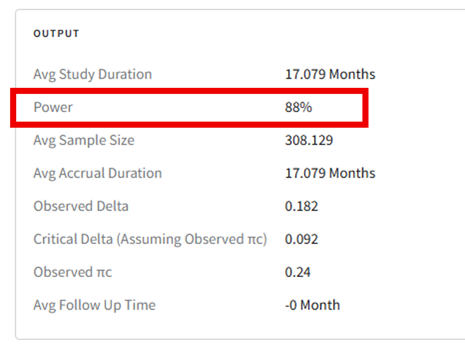 OUTPUT
Avg Study Duration 17.079 Months
Power 88%
Avg Sample Size 308.129
Avg Accrual Duration 17.079 Months
Observed Delta 0.182
Critical Delta (Assuming Observed πc) 0.092
Observed πc 0.24
Avg Follow Up Time -0 Month